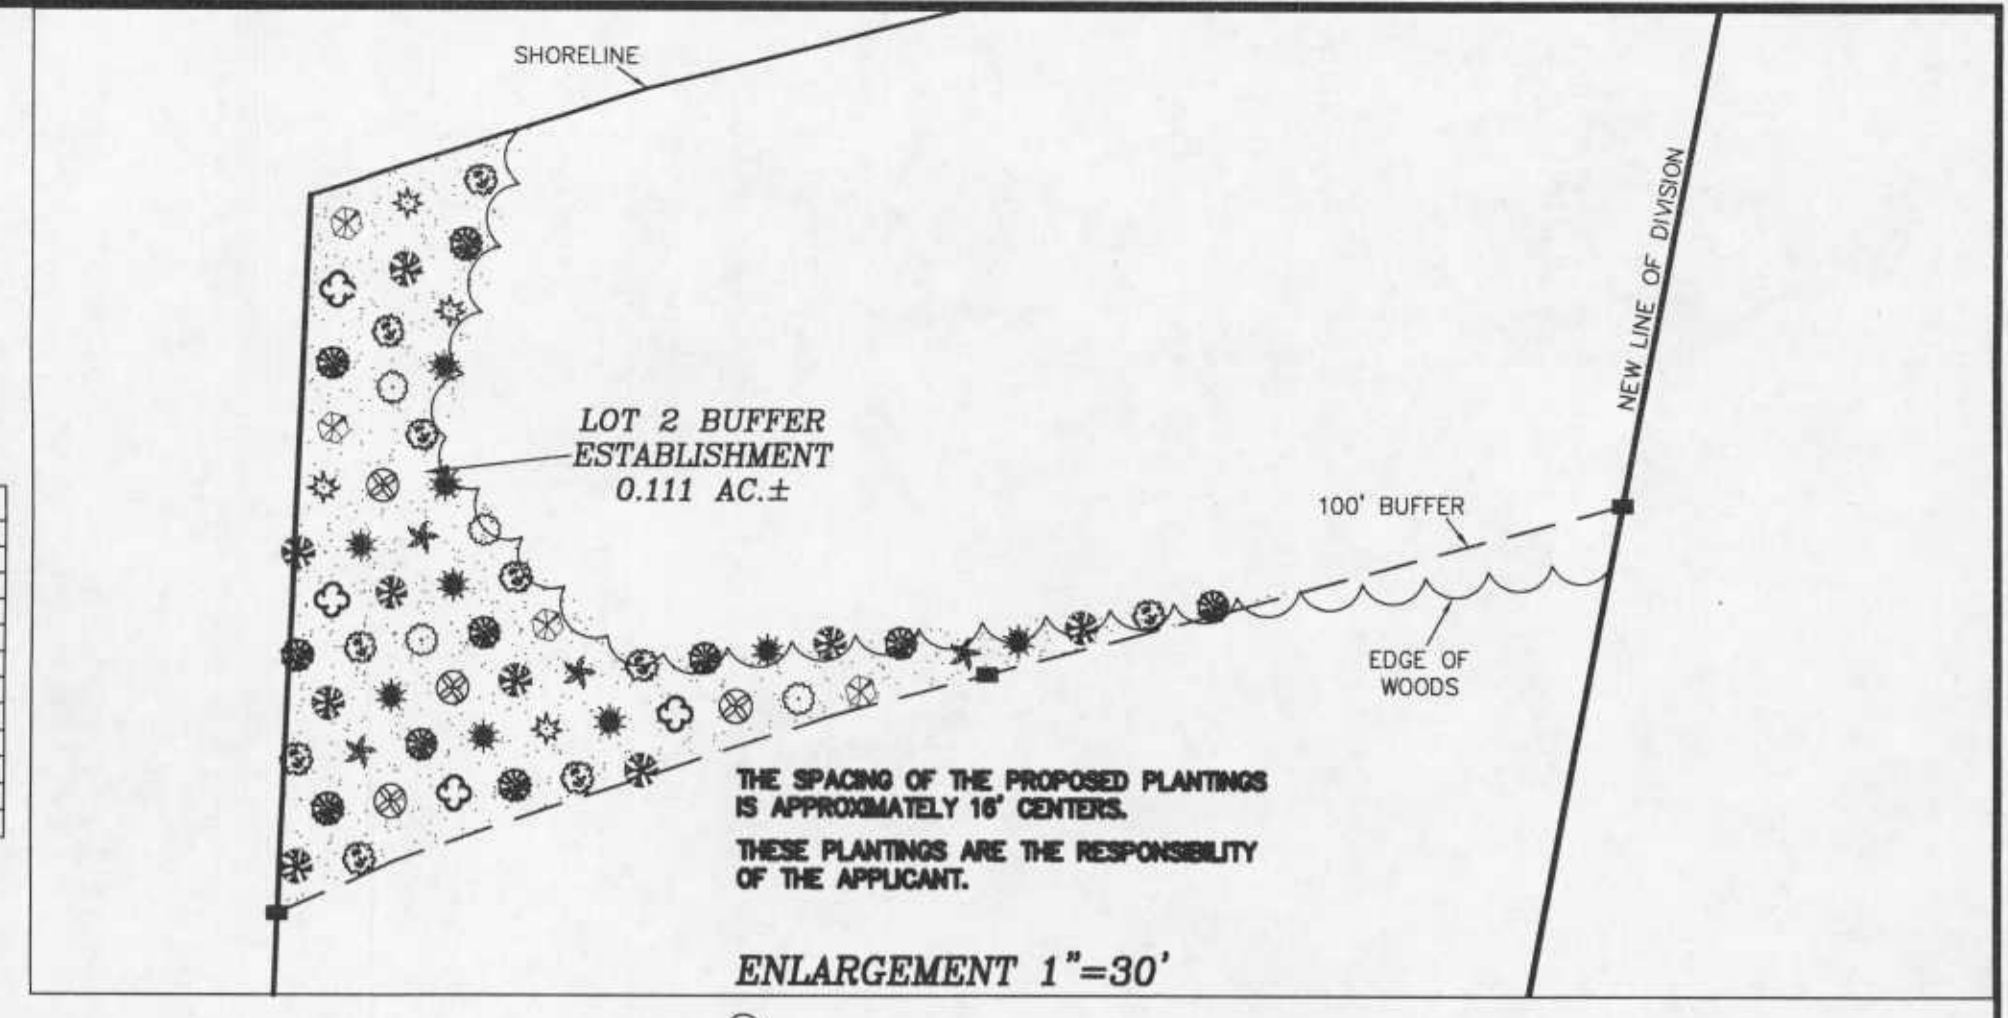 SHORELINE
NEW LINE OF DIVISION
LOT 2 BUFFER
ESTABLISHMENT
0.111 AC.±
100' BUFFER
EDGE OF
WOODS
THE SPACING OF THE PROPOSED PLANTINGS
IS APPROXIMATELY 16' CENTERS.
THESE PLANTINGS ARE THE RESPONSIBILITY
OF THE APPLICANT.
ENLARGEMENT 1"=30'